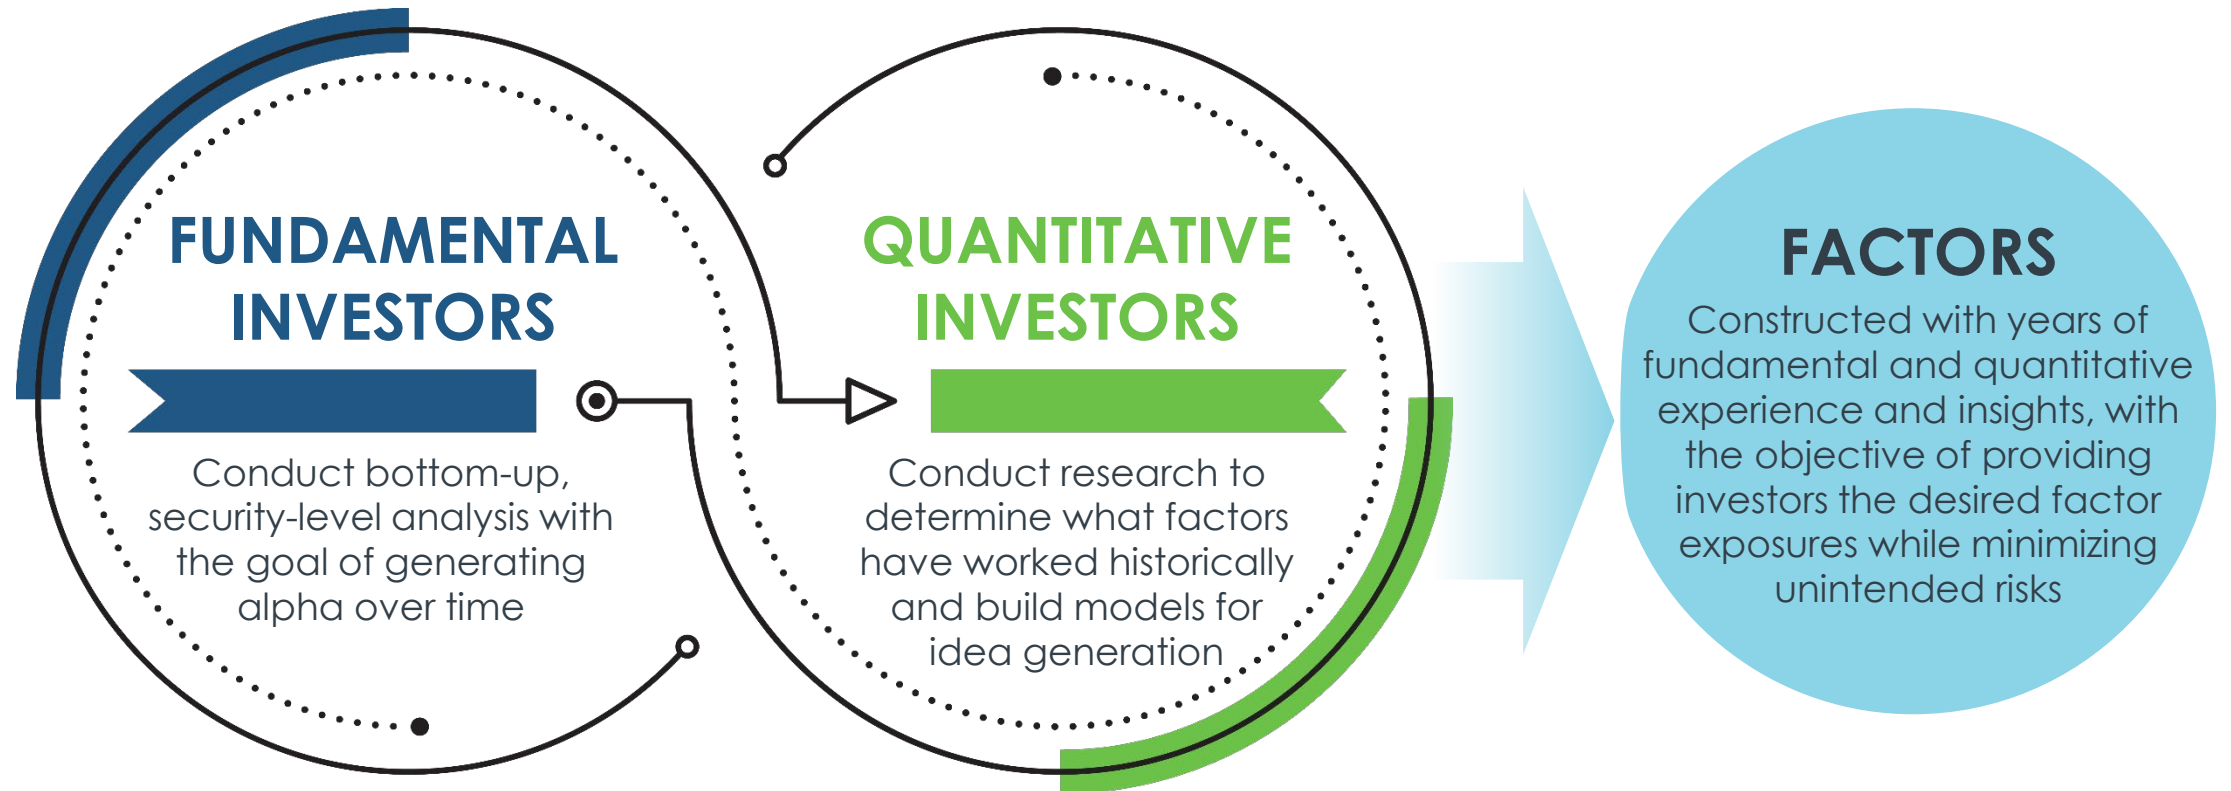 FUNDAMENTAL
INVESTORS
Conduct bottom-up,
security-level analysis with
the goal of generating
alpha over time
QUANTITATIVE
INVESTORS
Conduct research to
determine what factors
have worked historically
and build models for
idea generation
FACTORS
Constructed with years of
fundamental and quantitative
experience and insights, with
the objective of providing
investors the desired factor
exposures while minimizing
unintended risks